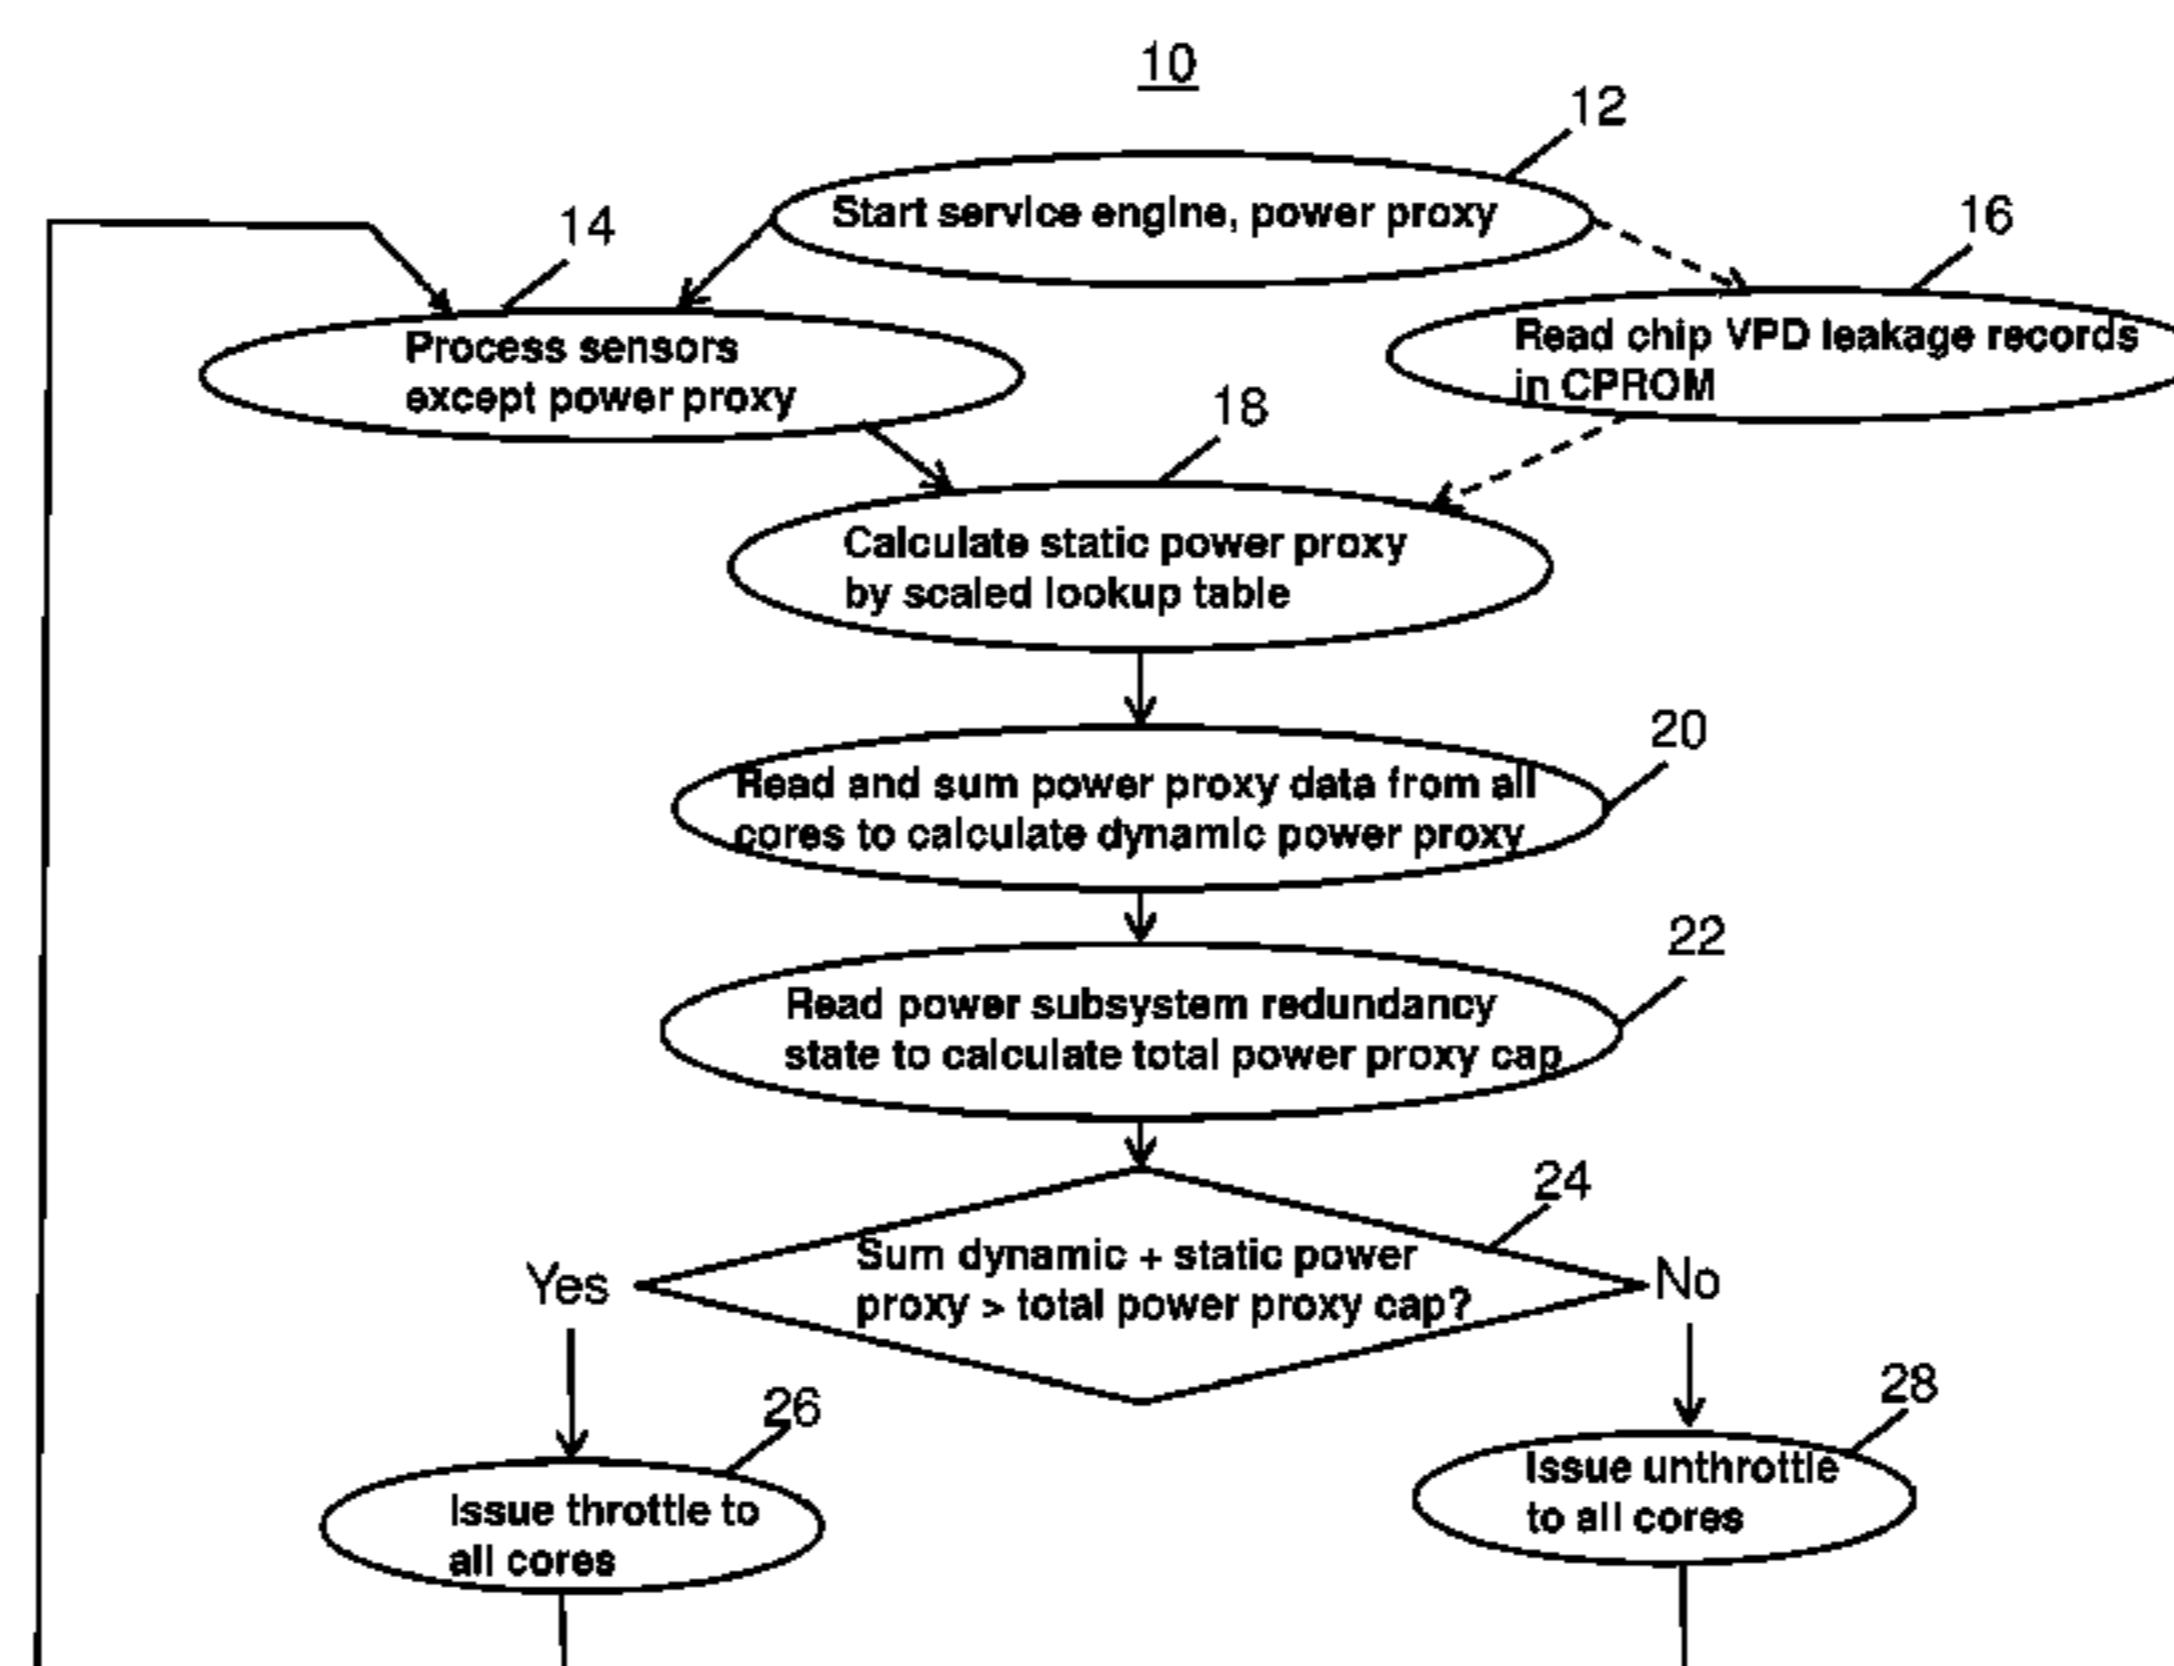 10
12
Start service engine, power proxy
14
16
Process sensors
except power proxy
Read chip VPD leakage records
in CPROM
18
Calculate static power proxy
by scaled lookup table
20
Read and sum power proxy data from all
cores to calculate dynamic power proxy
22
Read power subsystem redundancy
state to calculate total power proxy cap
24
Sum dynamic + static power
proxy > total power proxy cap?
Yes
No
26
Issue throttle to
all cores
28
Issue unthrottle
to all cores